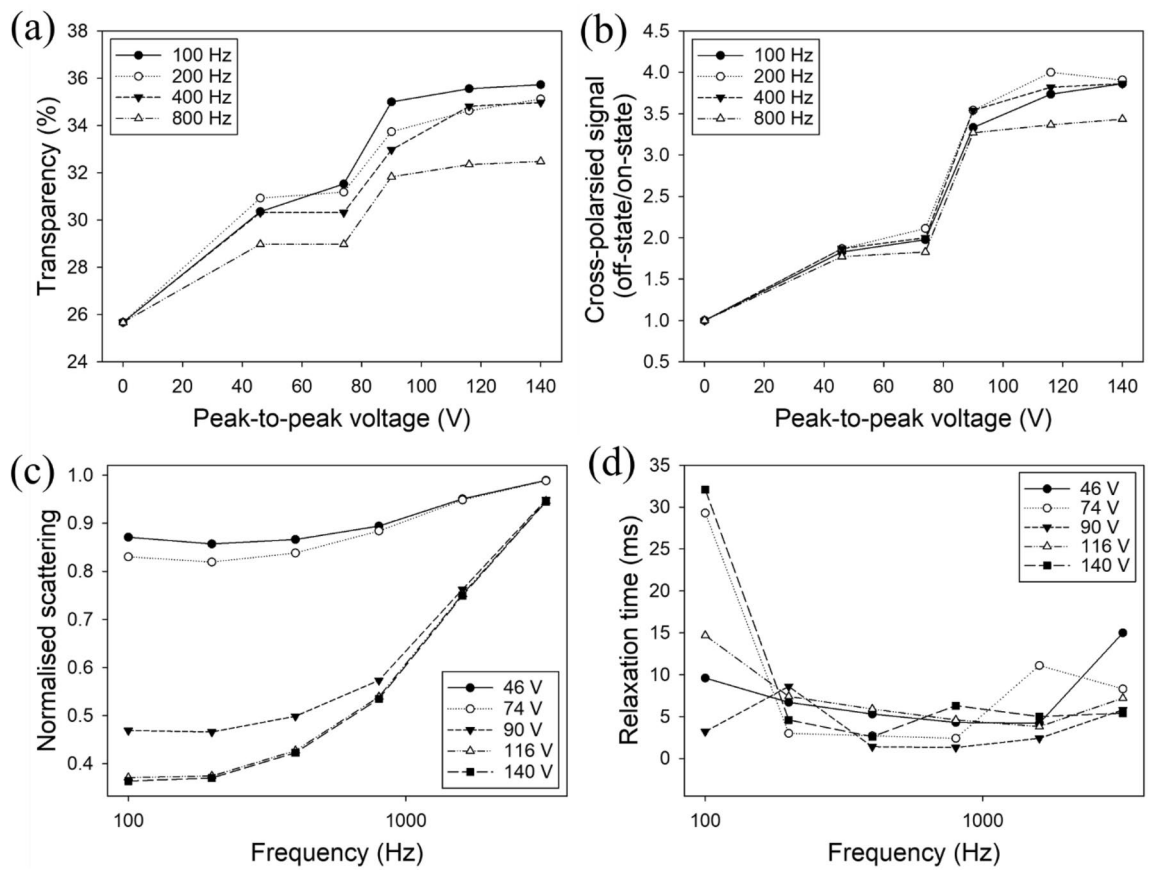 (a)
38
36
34
32
30
28
26
24
Transparency (%)
100 Hz
200 Hz
400 Hz
800 Hz
0 20 40 60 80 100 120 140
Peak-to-peak voltage (V)
(b)
4.5
4.0
3.5
3.0
2.5
2.0
1.5
1.0
0.5
Cross-polarsied signal
(off-state/on-state)
100 Hz
200 Hz
400 Hz
800 Hz
0 20 40 60 80 100 120 140
Peak-to-peak voltage (V)
(c)
1.0
0.9
0.8
0.7
0.6
0.5
0.4
Normalised scattering
46 V
74 V
90 V
116 V
140 V
100 1000
Frequency (Hz)
(d)
35
30
25
20
15
10
5
0
Relaxation time (ms)
46 V
74 V
90 V
116 V
140 V
100 1000
Frequency (Hz)